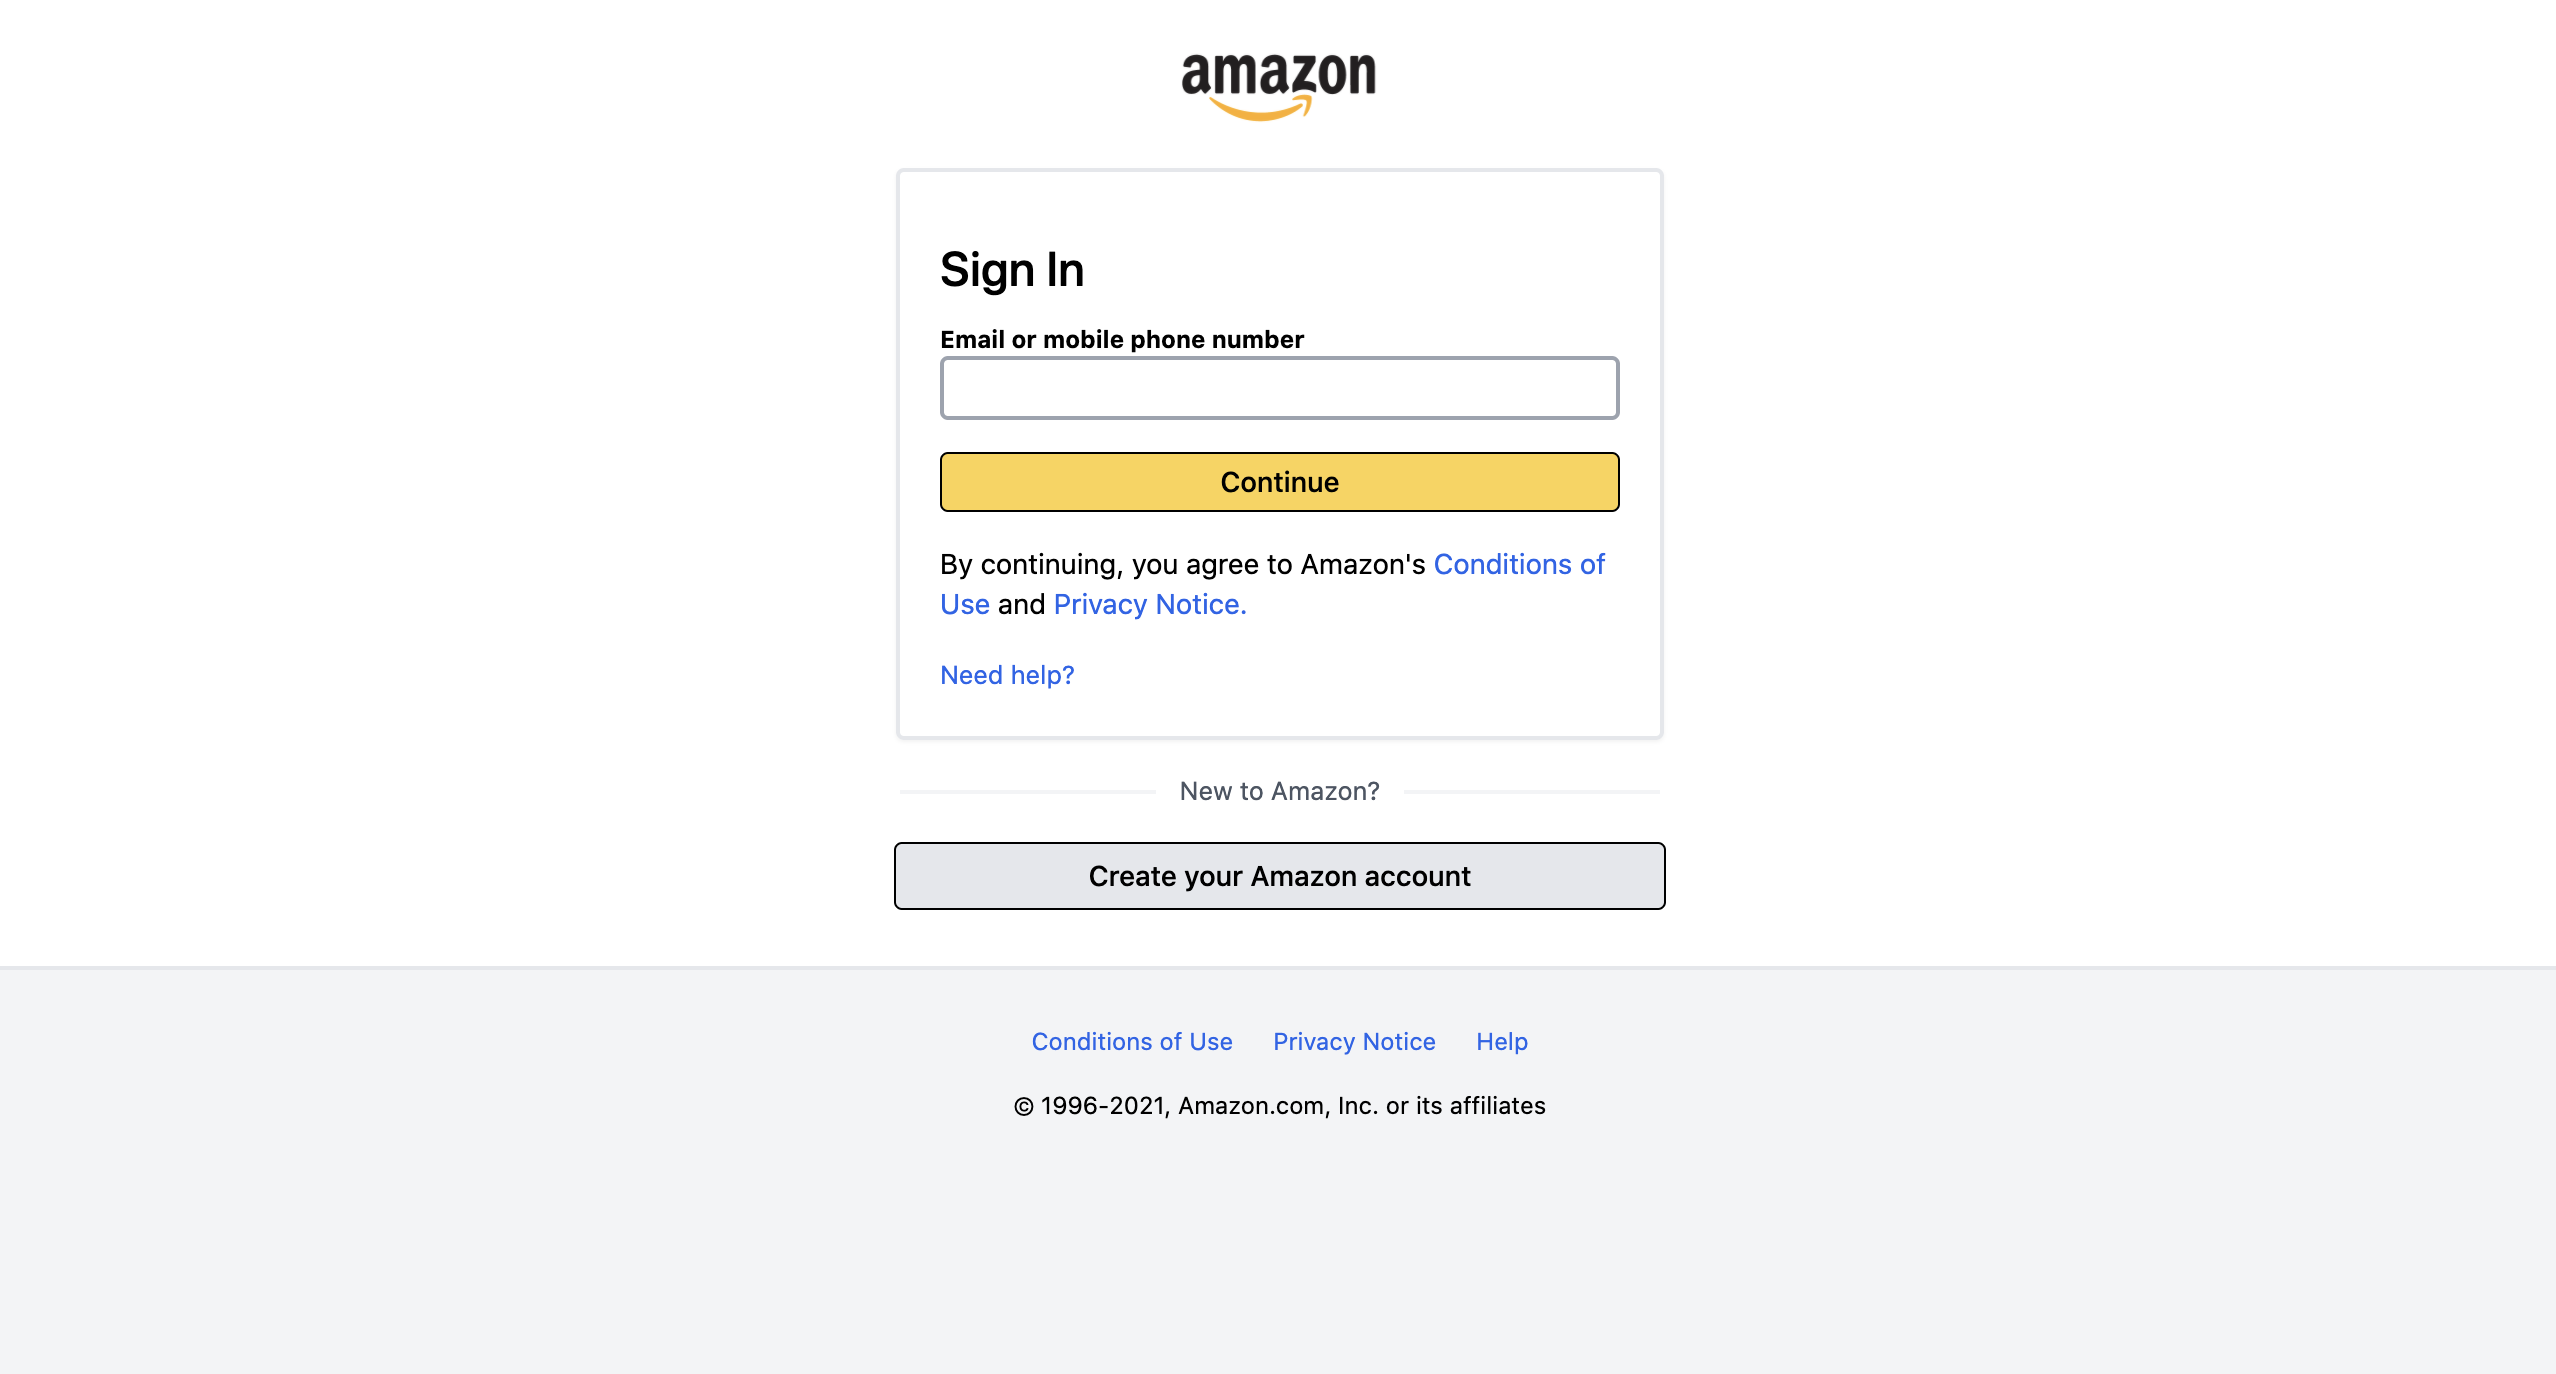 amazon
Sign In
Email or mobile phone number
Continue
By continuing, you agree to Amazon's Conditions of
Use and Privacy Notice.
Need help?
New to Amazon?
Create your Amazon account
Conditions of Use Privacy Notice Help
© 1996-2021, Amazon.com, Inc. or its affiliates